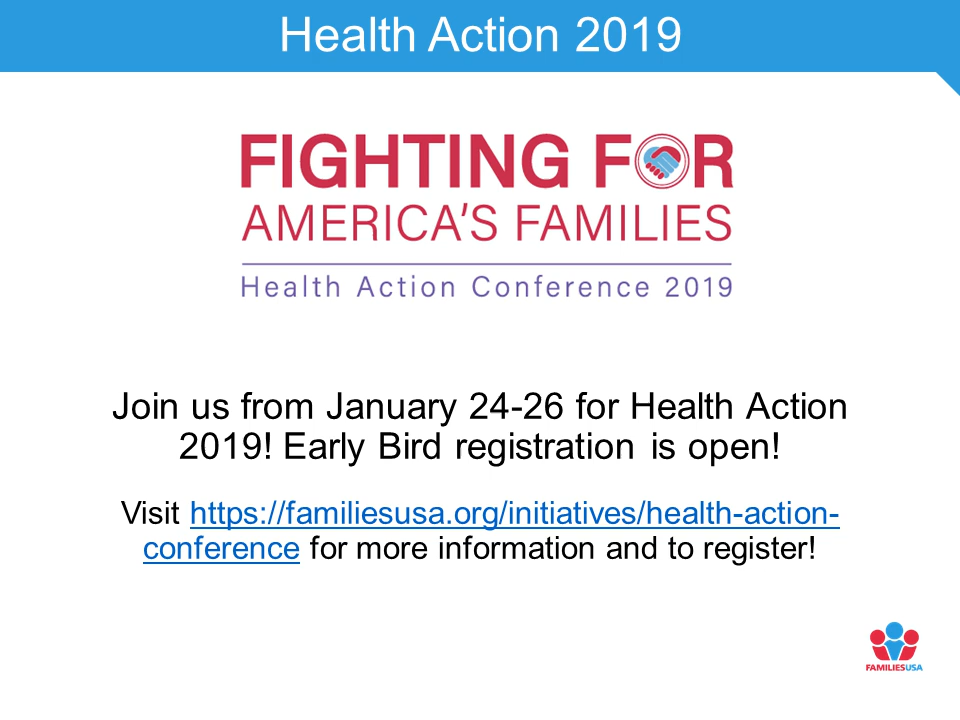 Health Action 2019
FIGHTING FOR
AMERICA'S FAMILIES
Health Action Conference 2019
Join us from January 24-26 for Health Action
2019! Early Bird registration is open!
Visit https://familiesusa.org/initiatives/health-action-
conference for more information and to register!
FAMILIESUSA